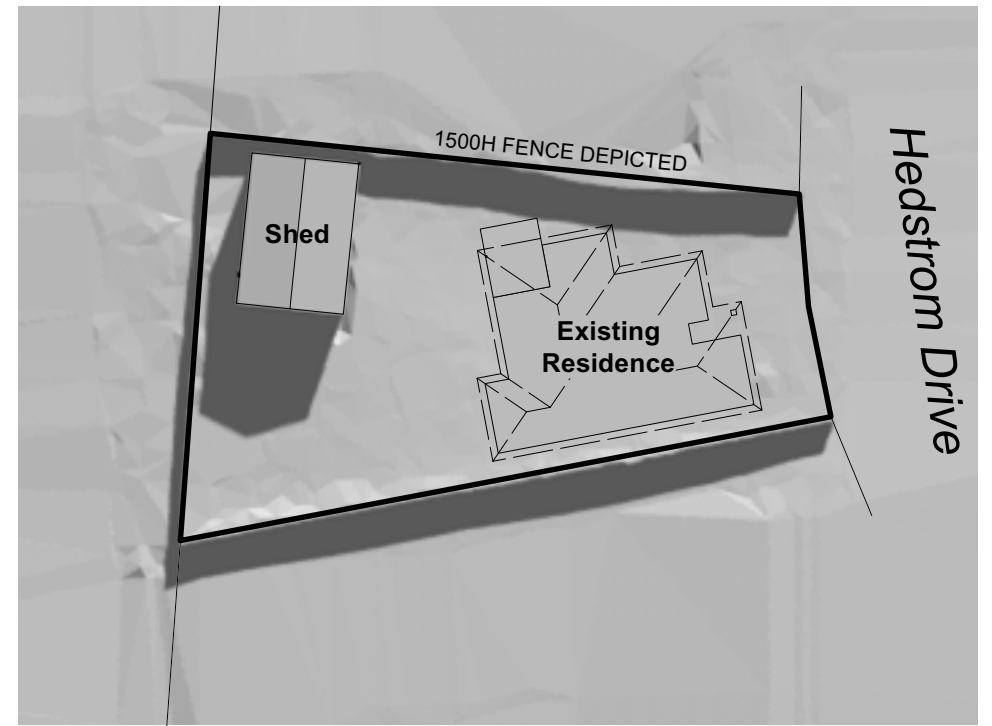 1500H FENCE DEPICTED
Shed
Existing
Residence
Hedstrom Drive